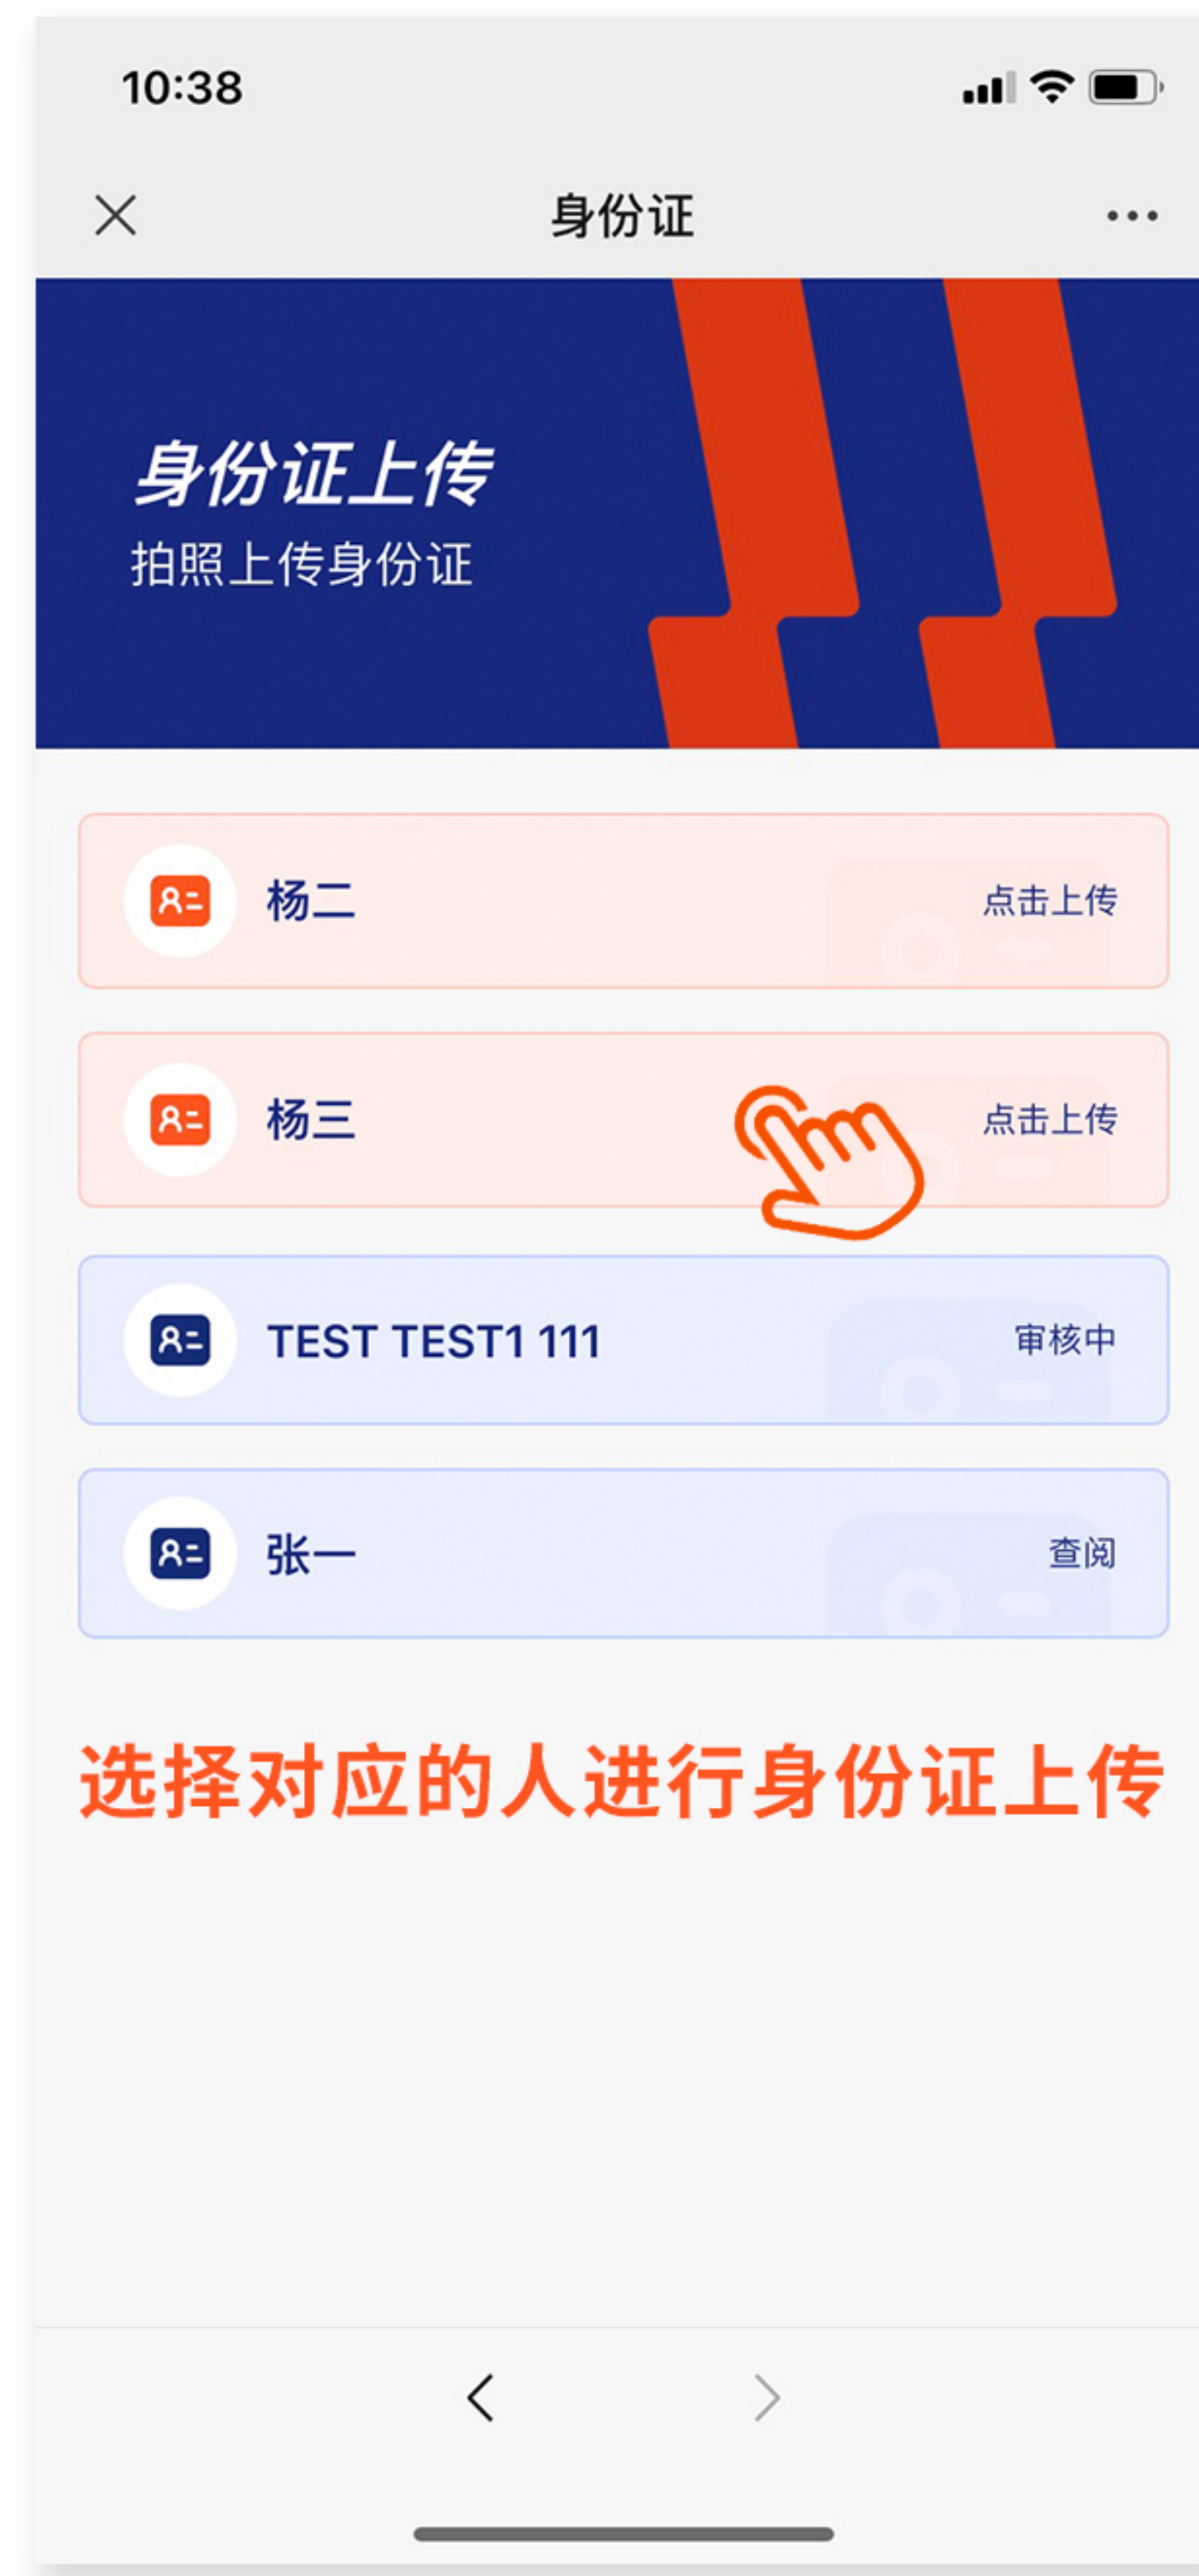 10:38
身份证
身份证上传
拍照上传身份证
杨二
点击上传
杨三
点击上传
TEST TEST1 111
审核中
张一
查阅
选择对应的人进行身份证上传